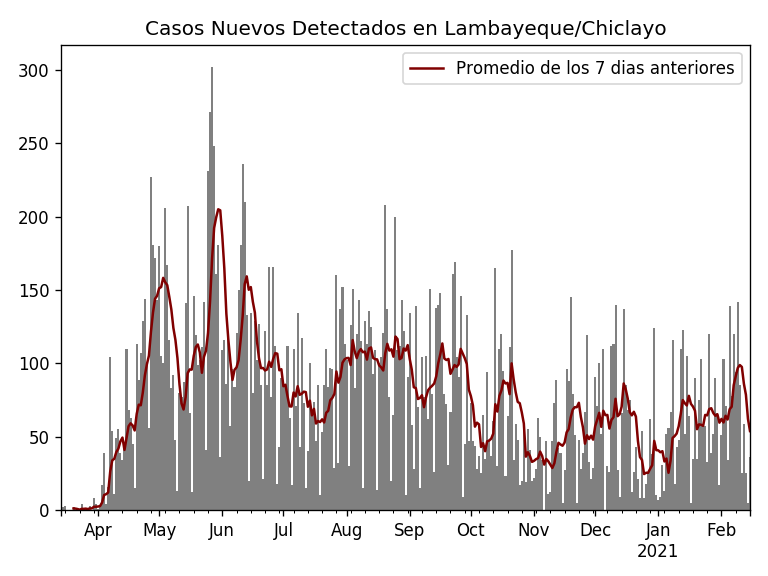 Casos Nuevos Detectados en Lambayeque/Chiclayo
Promedio de los 7 dias anteriores
300
250
200
150
100
50
0
Apr May Jun Jul Aug Sep Oct Nov Dec Jan Feb
2021